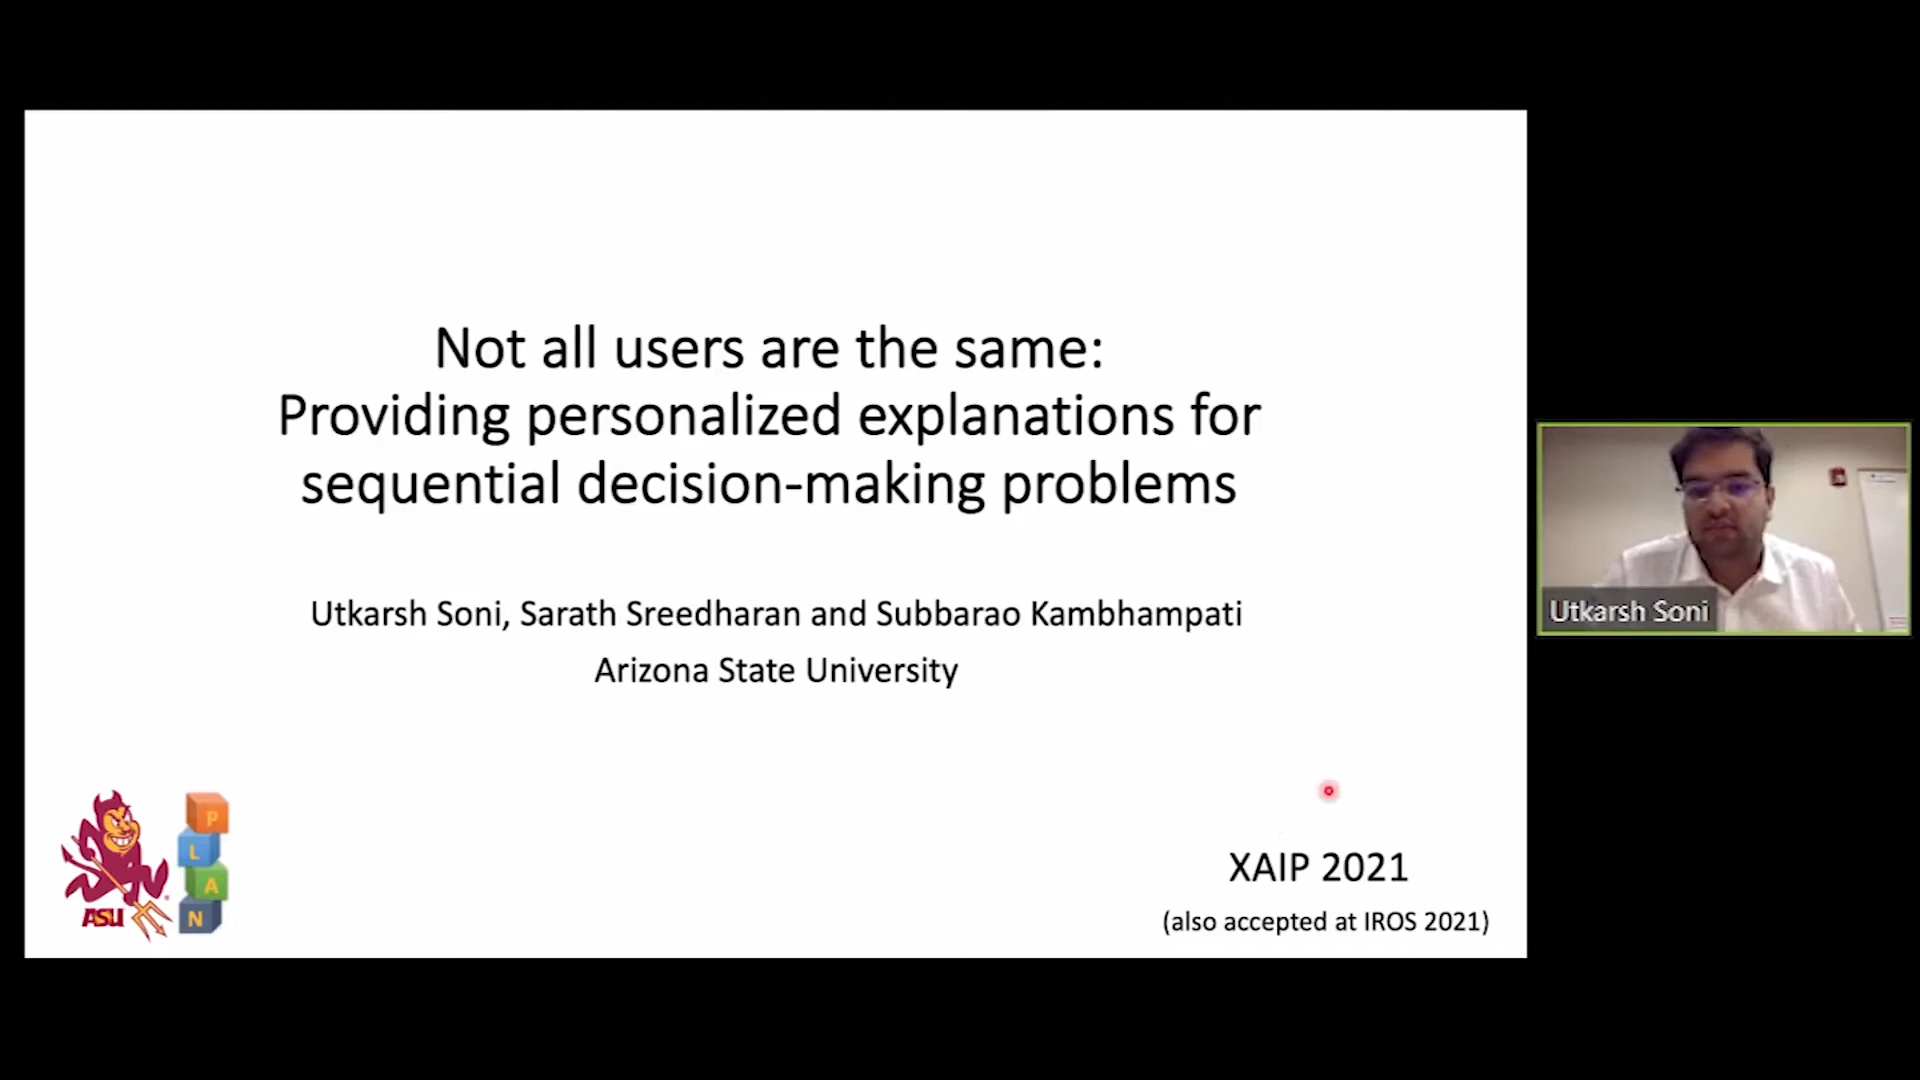 Not all users are the same:
Providing personalized explanations for
sequential decision-making problems
Utkarsh Soni, Sarath Sreedharan and Subbarao Kambhampati
Arizona State University
Utkarsh Soni
P
L
A
N
ASU
XAIP 2021
(also accepted at IROS 2021)